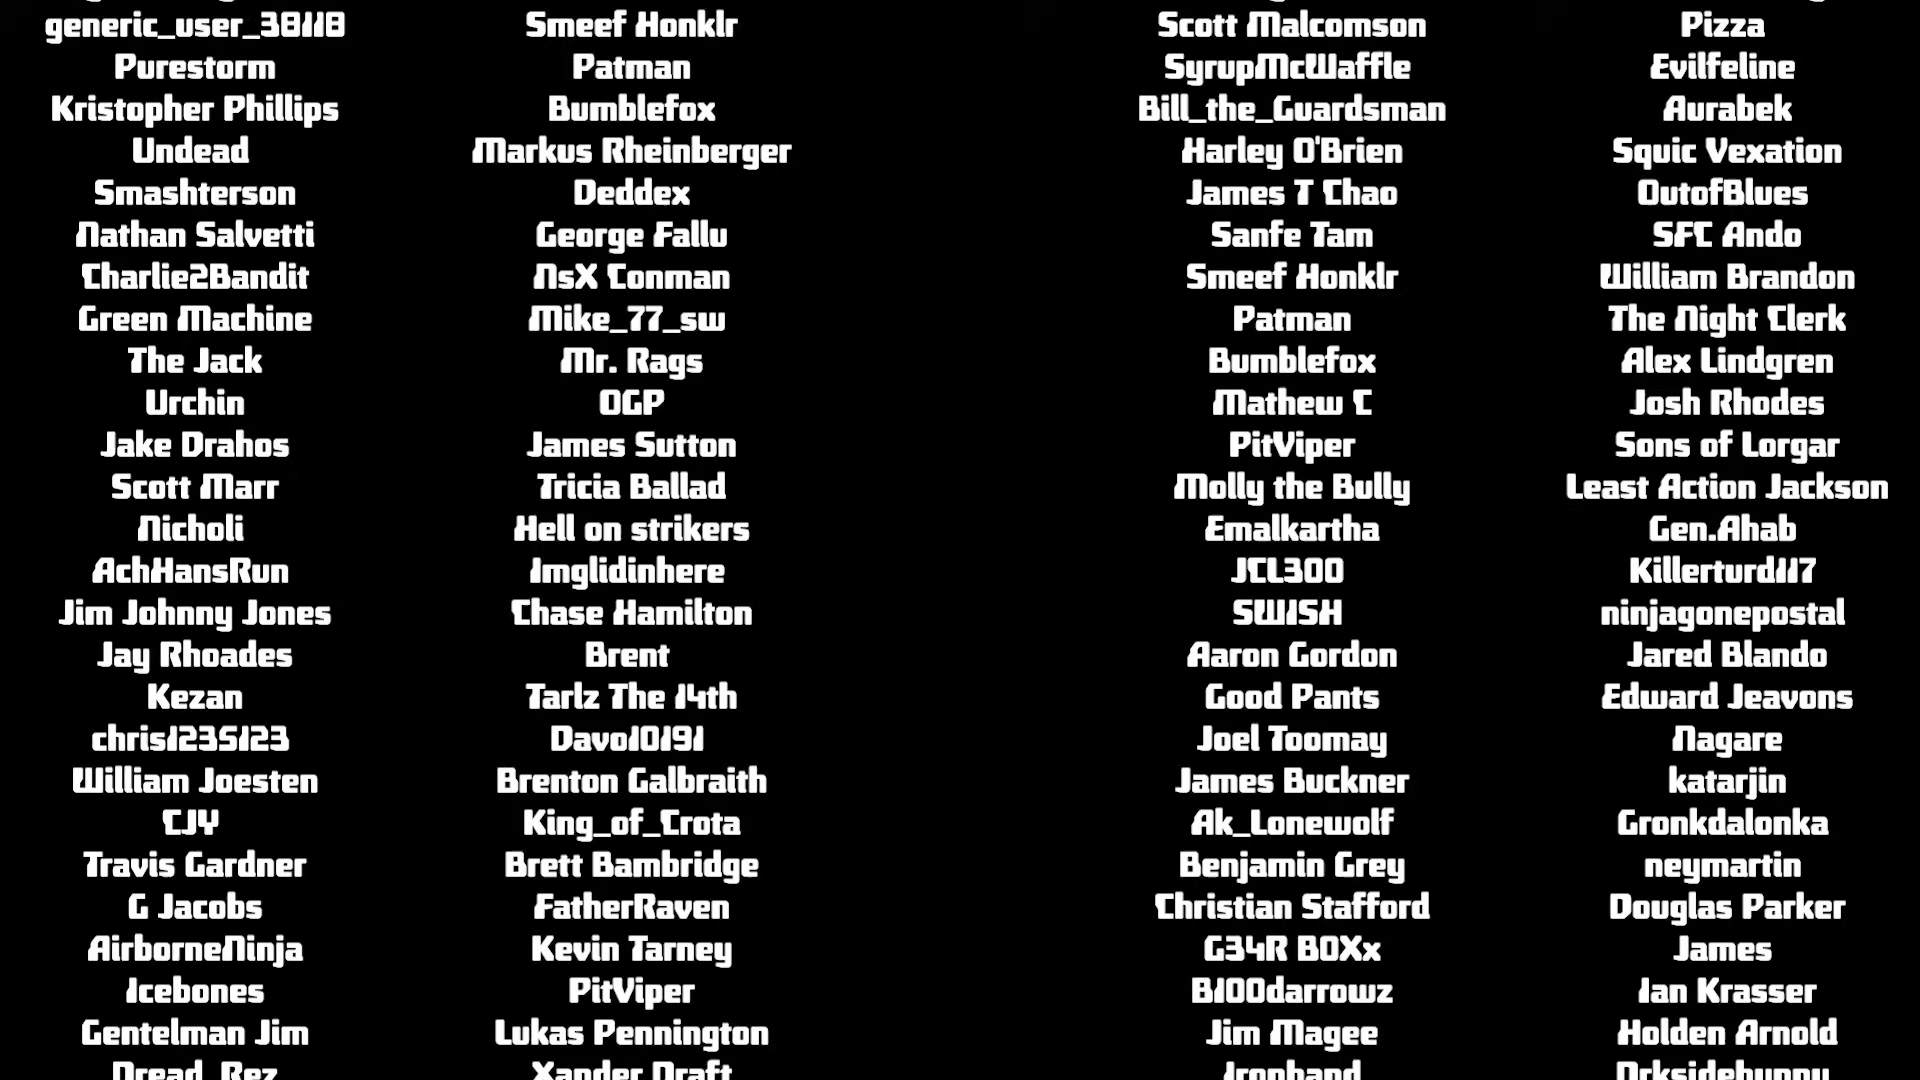 generic_user_38118
Purestorm
Kristopher Phillips
Undead
Smashterson
Nathan Salvetti
Charlie2Bandit
Green Machine
The Jack
Urchin
Jake Drahos
Scott Marr
Nicholi
AchHansRun
Jim Johnny Jones
Jay Rhoades
Kezan
chris1235123
William Joesten
CJY
Travis Gardner
G Jacobs
AirborneNinja
Icebones
Gentelman Jim
Dread_Rez
Smeef Honklr
Patman
Bumblefox
Markus Rheinberger
Deddex
George Fallu
NsX Conman
Mike_77_sw
Mr. Rags
OGP
James Sutton
Tricia Ballad
Hell on strikers
Imglidinhere
Chase Hamilton
Brent
Tarlz The 14th
Davo10191
Brenton Galbraith
King_of_Crota
Brett Bambridge
FatherRaven
Kevin Tarney
PitViper
Lukas Pennington
Xander Draft
Scott Malcomson
SyrupMcWaffle
Bill_the_Guardsman
Harley O'Brien
James T Chao
Sanfe Tam
Smeef Honklr
Patman
Bumblefox
Mathew C
PitViper
Molly the Bully
Emalkartha
JCL300
SWISH
Aaron Gordon
Good Pants
Joel Toomay
James Buckner
Ak_Lonewolf
Benjamin Grey
Christian Stafford
G34R B0Xx
B100darrowz
Jim Magee
Ironhand
Pizza
Evilfeline
Aurabek
Squic Vexation
OutofBlues
SFC Ando
William Brandon
The Night Clerk
Alex Lindgren
Josh Rhodes
Sons of Lorgar
Least Action Jackson
Gen.Ahab
Killerturd117
ninjagonepostal
Jared Blando
Edward Jeavons
Nagare
katarjin
Gronkdalonka
neymartin
Douglas Parker
James
Ian Krasser
Holden Arnold
Drksidebunny